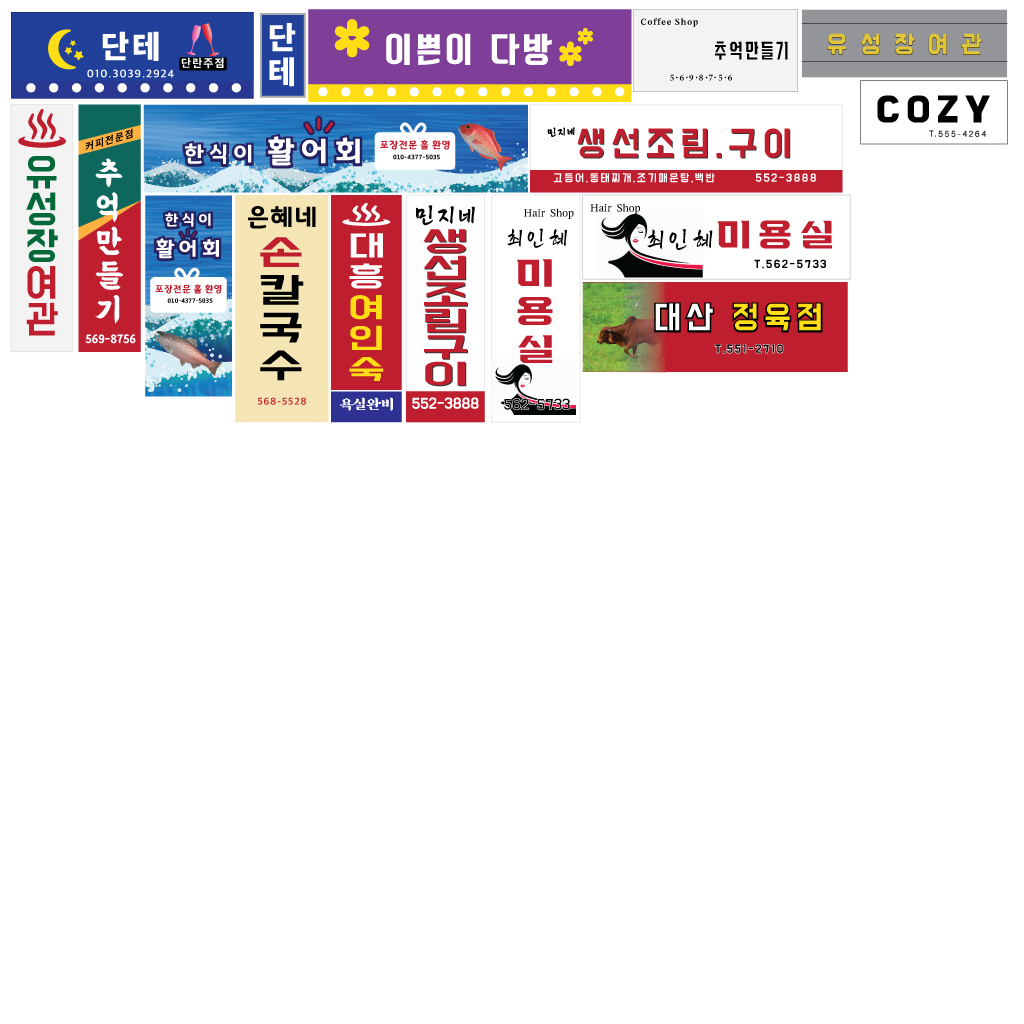 단테
단란주점
010.3039.2924
단
테
이쁜이 다방
Coffee Shop
추억만들기
5·6·9·8·7·5·6
유성장여관
COZY
T.555-4264
유성장여관
커피전문점
추억만들기
569-8756
한식이 활어회
포장전문 홀 환영
010-4377-5035
민지네 생선조림.구이
고등어,동태찌개,조기매운탕,백반 552-3888
한식이
활어회
포장전문 홀 환영
010-4377-5035
은혜네
손칼국수
568-5528
대흥여인숙
욕실완비
민지네
생선조림구이
552-3888
Hair Shop
최인혜
미용실
562-5733
Hair Shop
최인혜 미용실
T.562-5733
대산 정육점
T.551-2710